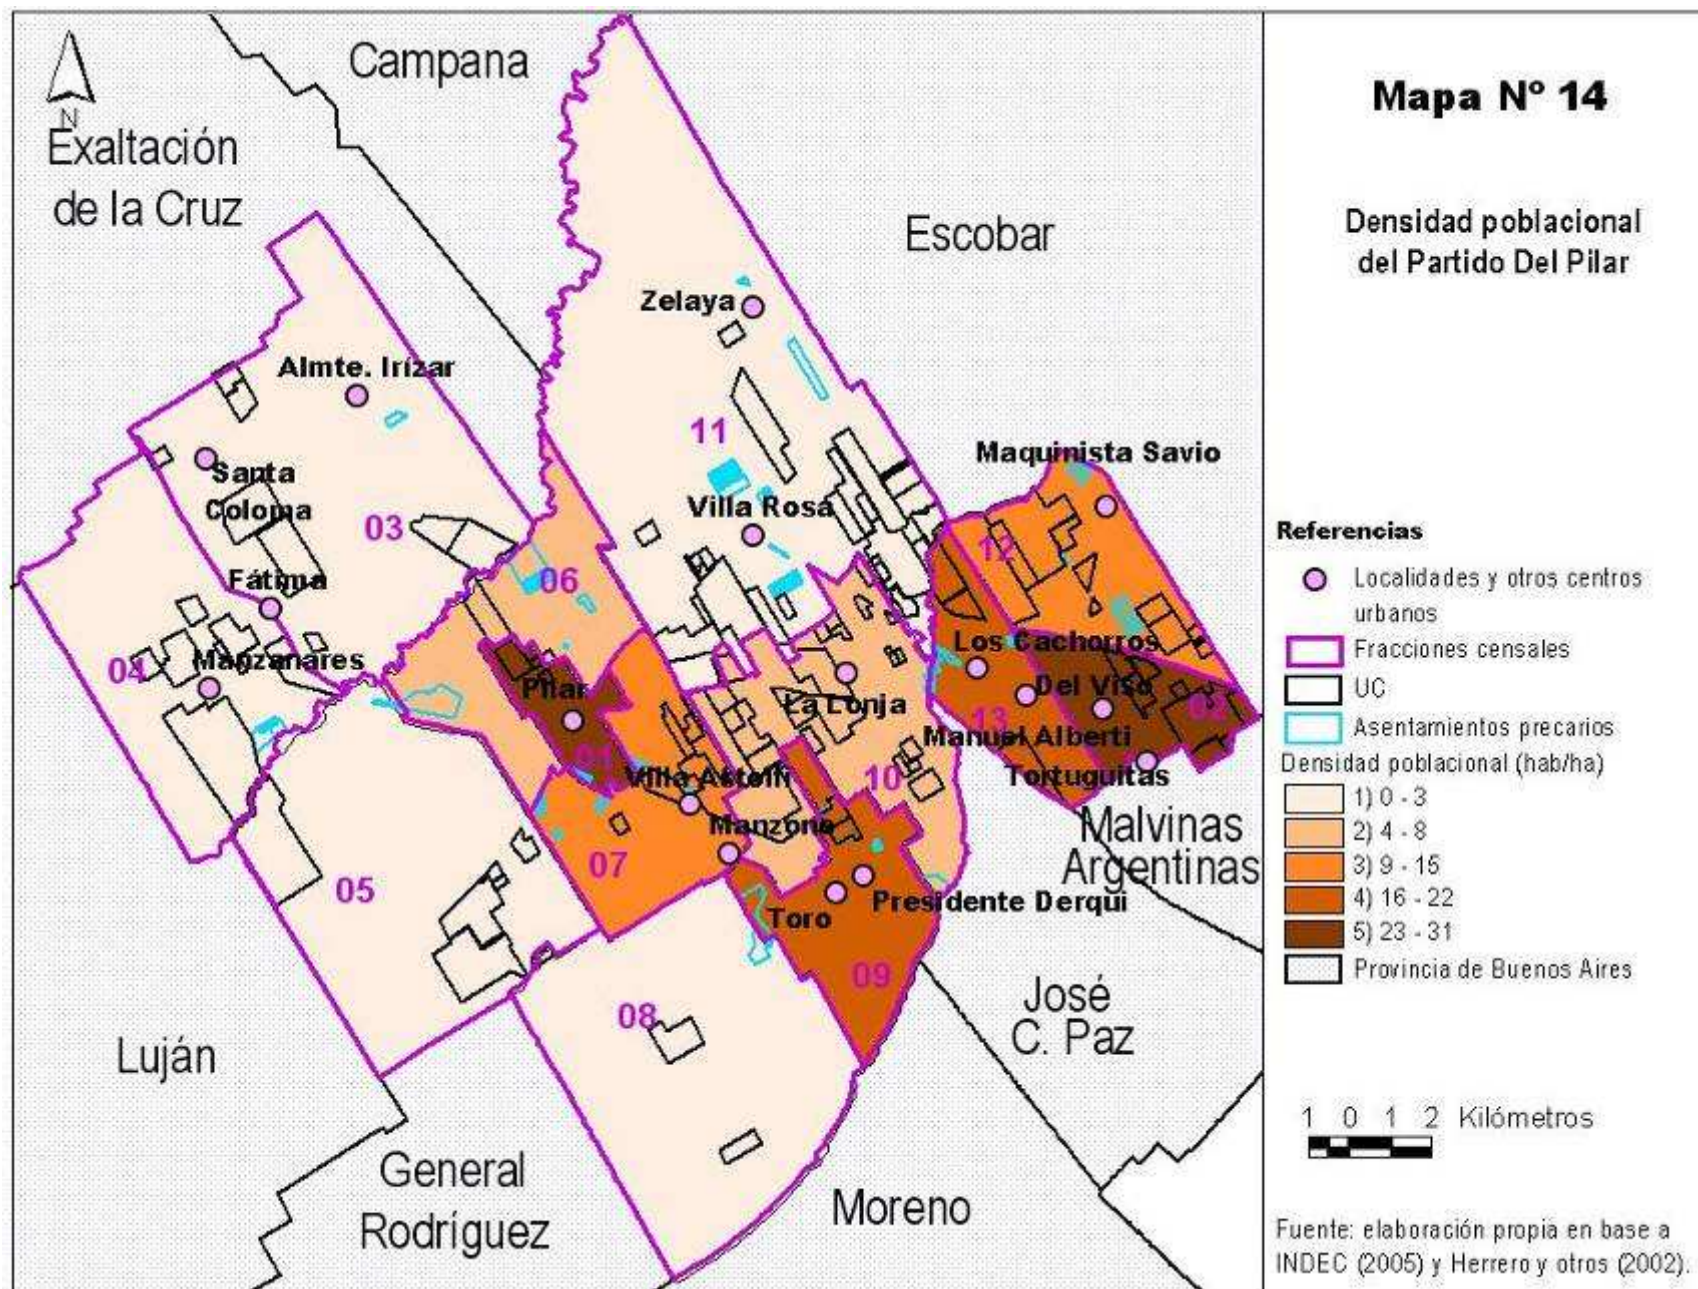 Mapa Nº 14
Densidad poblacional
del Partido Del Pilar
N
Campana
Exaltación
de la Cruz
Escobar
Zelaya
Almte. Irízar
11
Maquinista Savio
Santa
Coloma
03
Villa Rosa
12
Fátima
06
04
Manzanares
Los Cachorros
Pilar
La Lonja
Del Viso
02
13
Manuel Alberti
01
Villa Astolfi
10
Tortuguitas
Manzone
Malvinas
Argentinas
07
05
Toro
Presidente Derqui
09
08
José
C. Paz
Luján
General
Rodríguez
Moreno
Referencias
Localidades y otros centros
urbanos
Fracciones censales
UC
Asentamientos precarios
Densidad poblacional (hab/ha)
1) 0 - 3
2) 4 - 8
3) 9 - 15
4) 16 - 22
5) 23 - 31
Provincia de Buenos Aires
1 0 1 2 Kilómetros
Fuente: elaboración propia en base a
INDEC (2005) y Herrero y otros (2002).